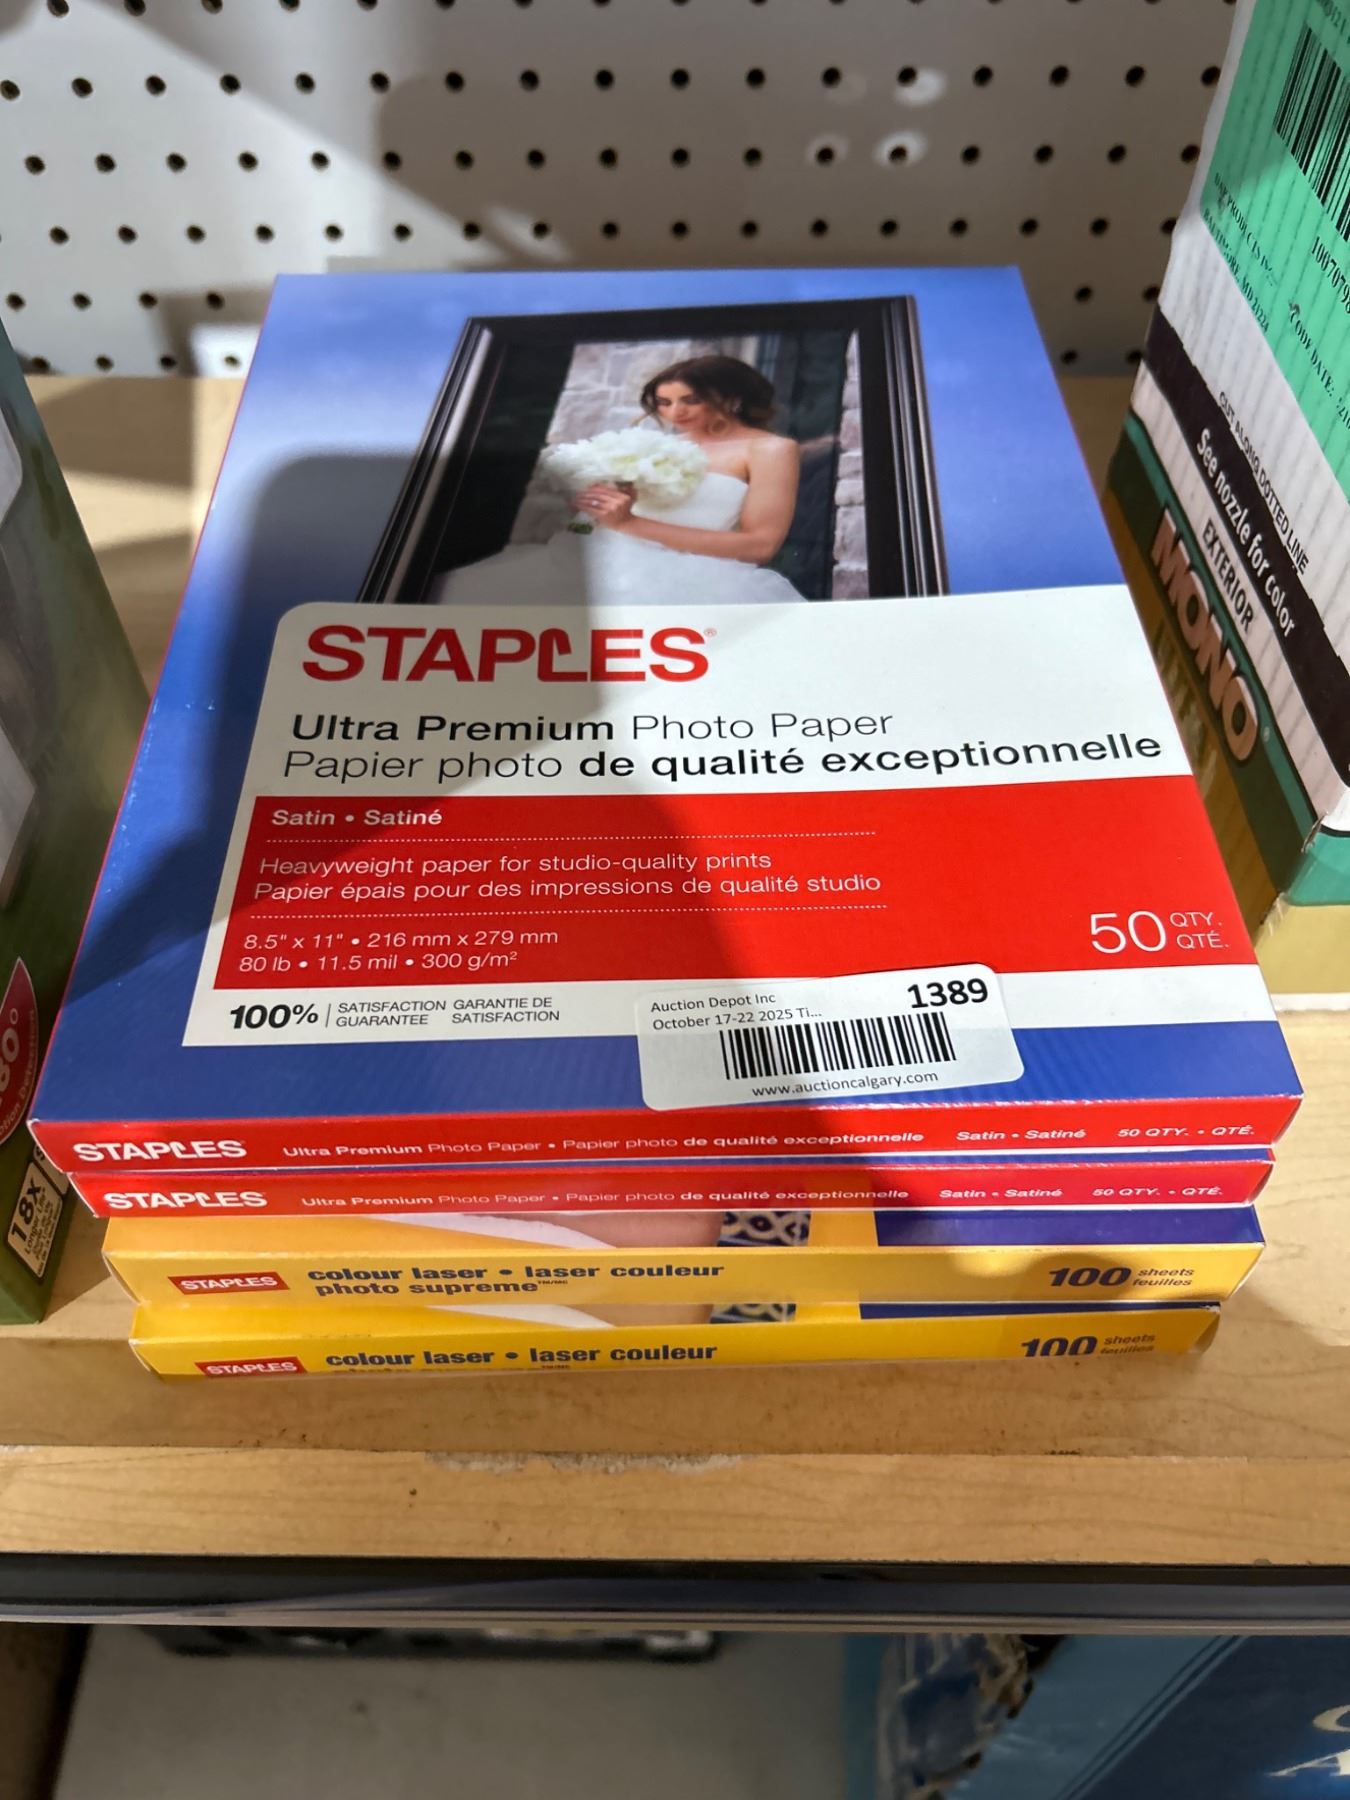 STAPLES®
Ultra Premium Photo Paper
Papier photo de qualité exceptionnelle
Satin • Satiné
Heavyweight paper for studio-quality prints
Papier épais pour des impressions de qualité studio
8.5" x 11" • 216 mm x 279 mm
80 lb • 11.5 mil • 300 g/m²
50 QTY.
QTÉ.
100% SATISFACTION GARANTIE DE
GUARANTEE SATISFACTION
Auction Depot Inc 1389
October 17-22 2025 Ti...
www.auctioncalgary.com
STAPLES Ultra Premium Photo Paper • Papier photo de qualité exceptionnelle Satin • Satiné 50 QTY. • QTÉ.
STAPLES Ultra Premium Photo Paper • Papier photo de qualité exceptionnelle Satin • Satiné 50 QTY. • QTÉ.
STAPLES colour laser • laser couleur
photo supreme™/MC
100 sheets
feuilles
STAPLES colour laser • laser couleur
100 sheets
feuilles
CUT ALONG DOTTED LINE
See nozzle for color
EXTERIOR
MONO
CODE DATE:
18X